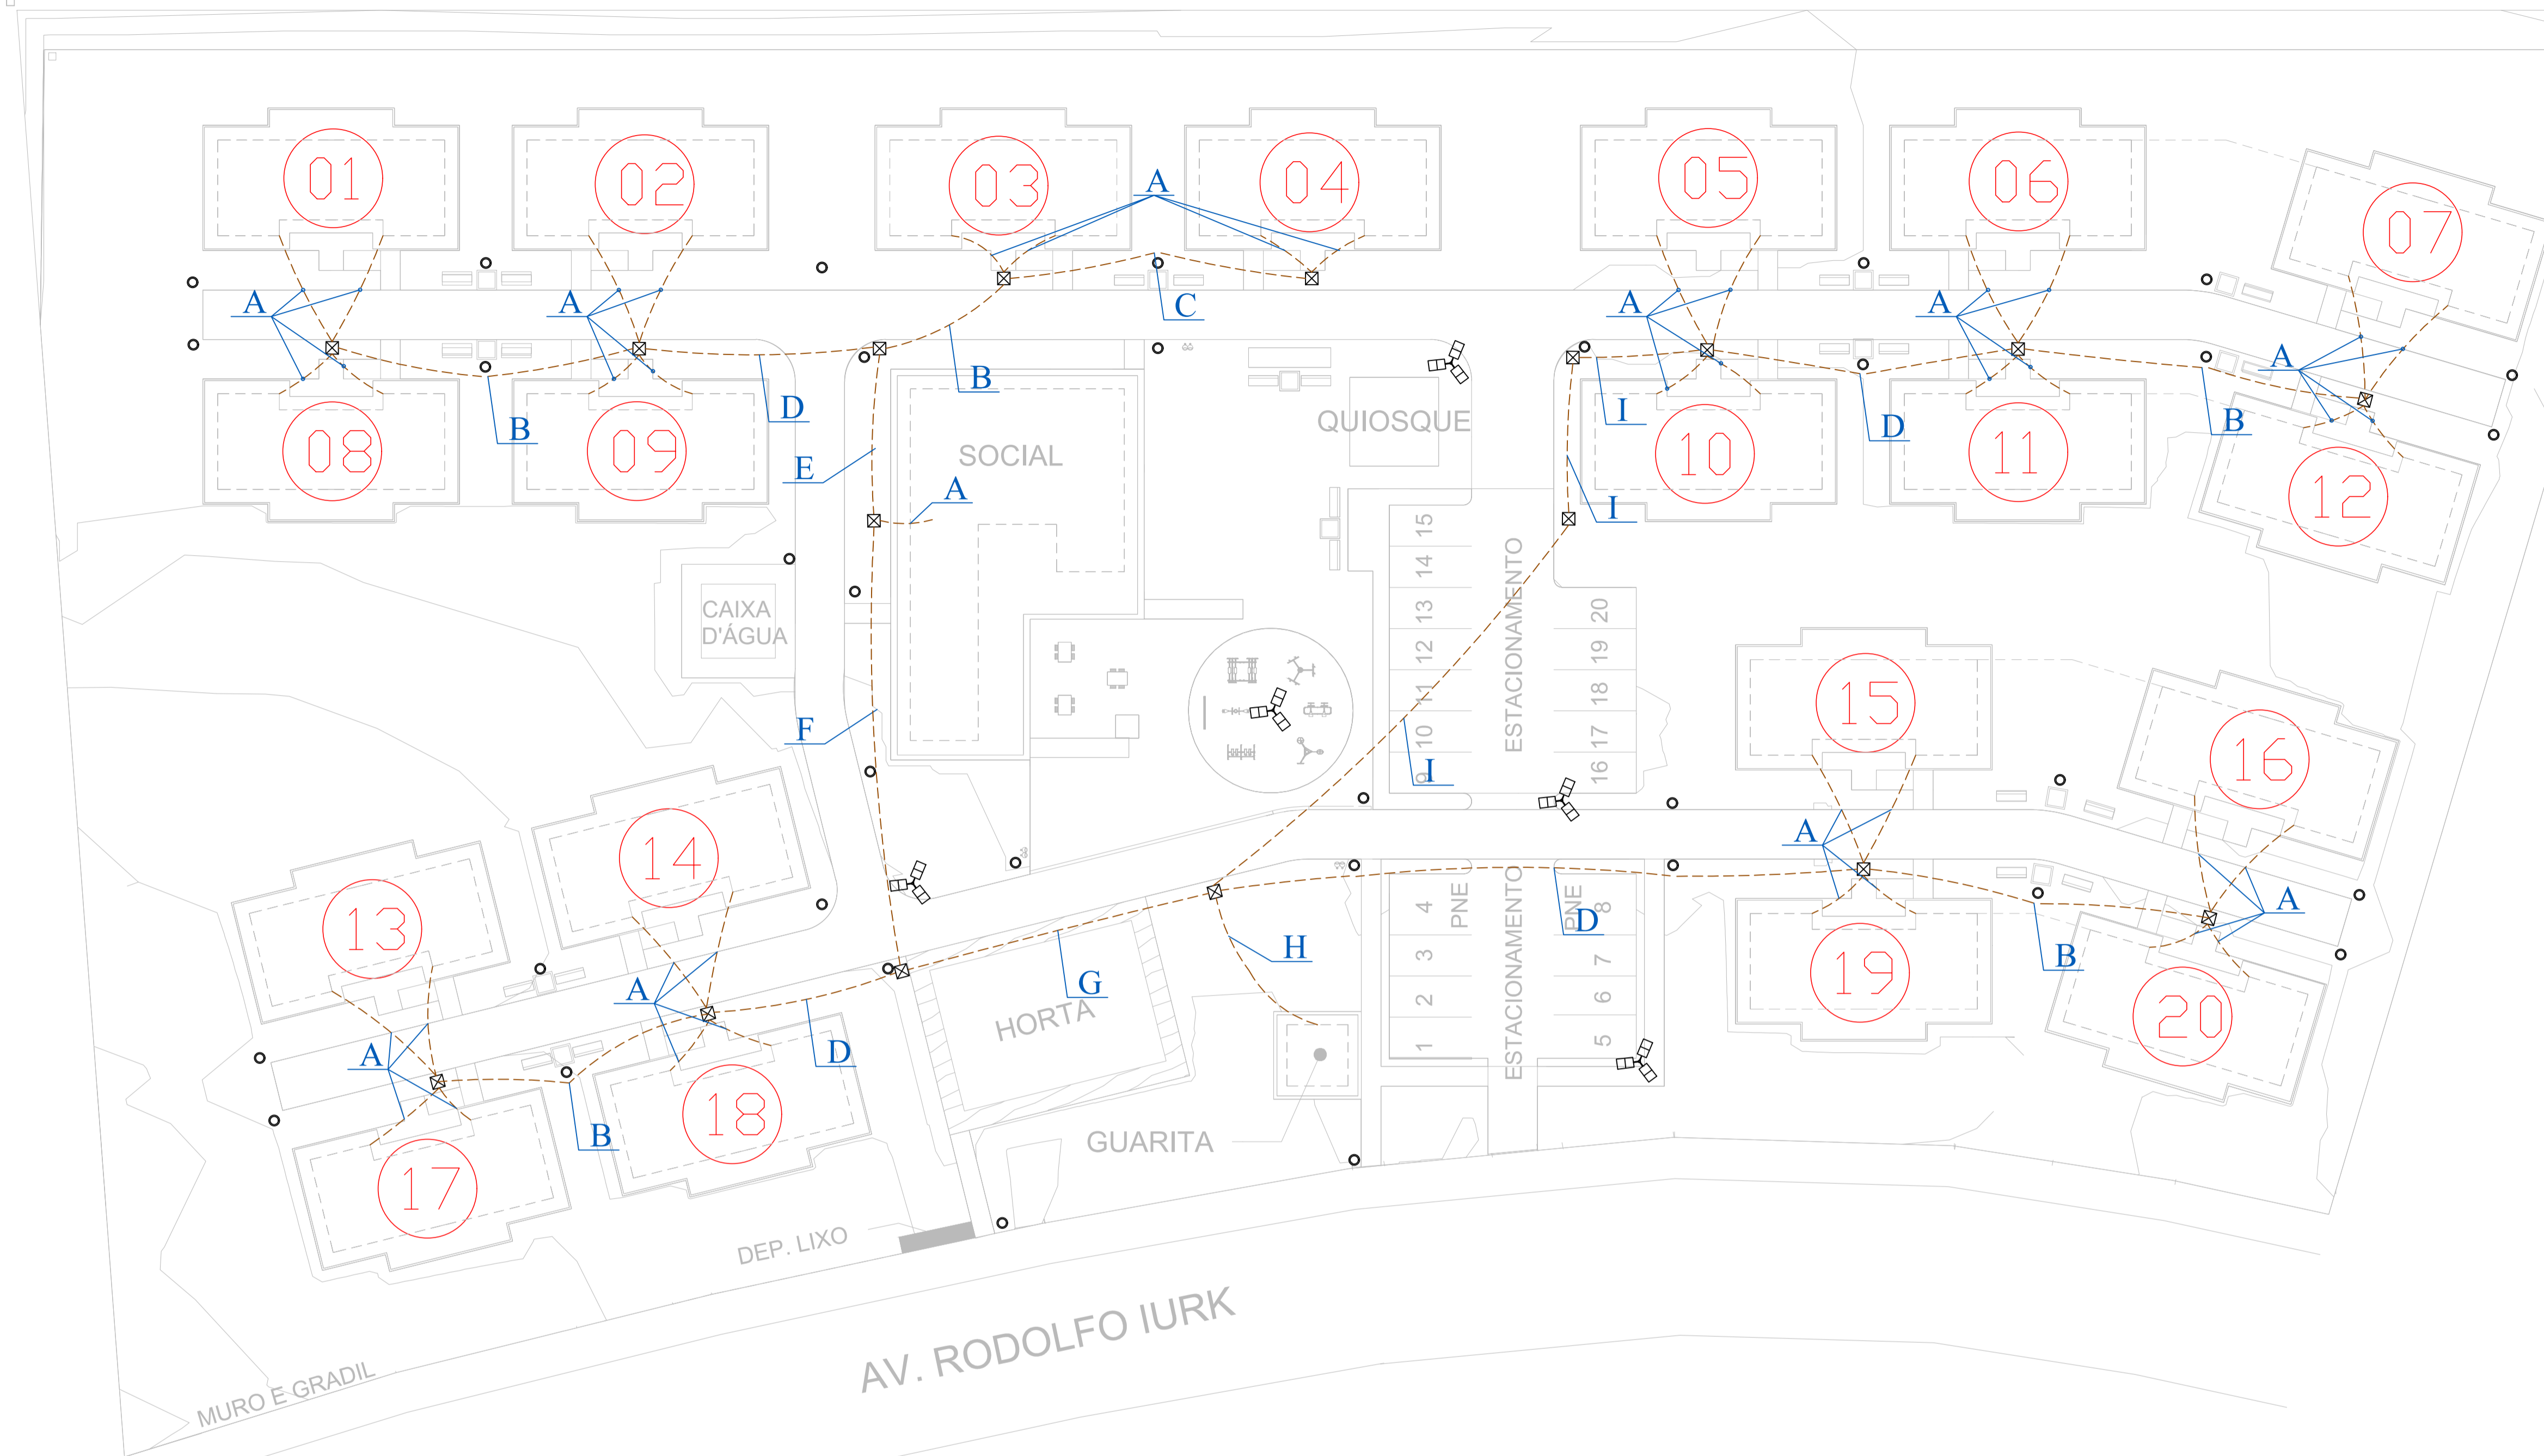 01
02
03
A
04
05
06
07
A
A
C
A
A
A
B
D
B
I
D
B
08
09
E
SOCIAL
A
QUIOSQUE
10
11
12
I
CAIXA
D'ÁGUA
15
14
13
12
11
10
9
ESTACIONAMENTO
20
19
18
17
16
F
I
15
16
14
13
A
A
A
A
B
D
G
H
D
B
HORTA
4
3
2
1
PNE
ESTACIONAMENTO
PNE
8
7
6
5
19
20
17
18
B
GUARITA
DEP. LIXO
MURO E GRADIL
AV. RODOLFO IURK